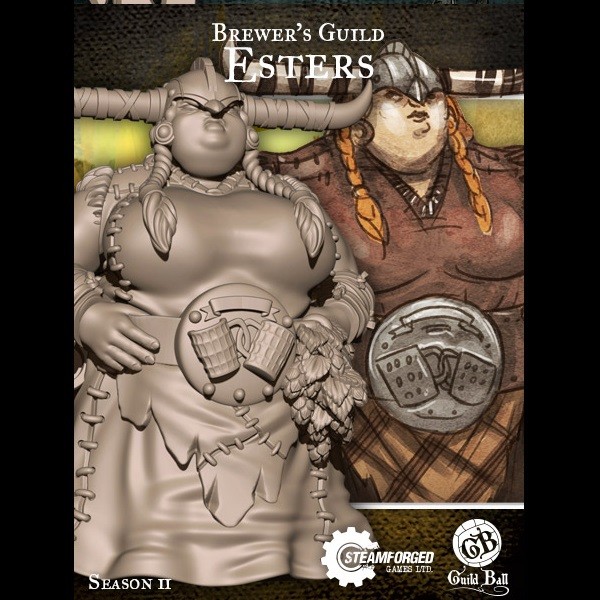 Brewer's Guild
Esters
STEAMFORGED
GAMES LTD.
GB
Guild Ball
Season II